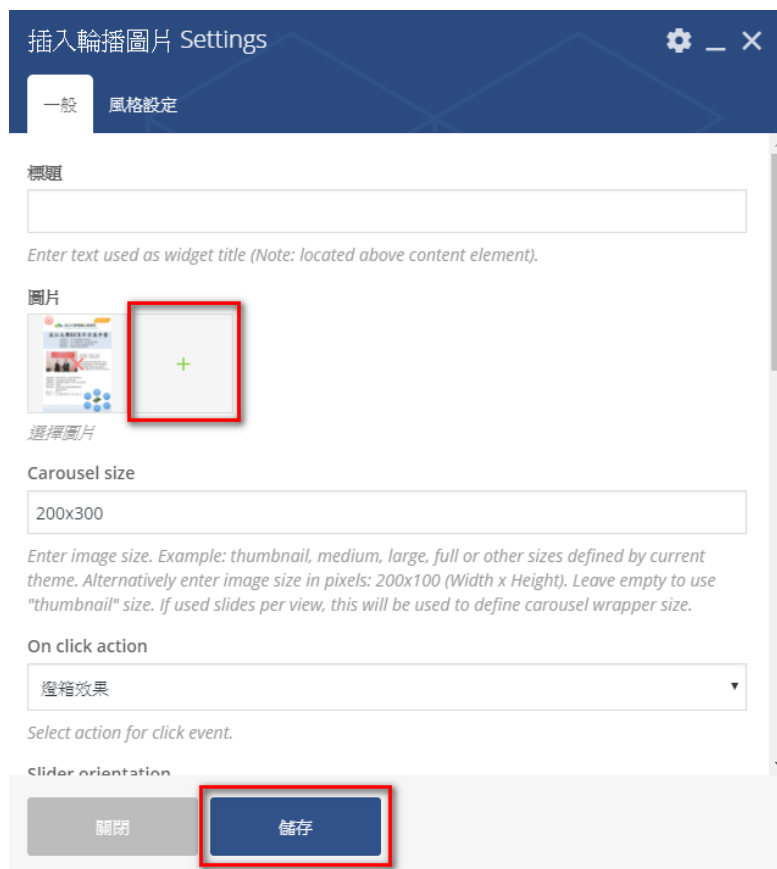 插入輪播圖片 Settings
一般 風格設定
標題
Enter text used as widget title (Note: located above content element).
圖片
+
選擇圖片
Carousel size
200x300
Enter image size. Example: thumbnail, medium, large, full or other sizes defined by current
theme. Alternatively enter image size in pixels: 200x100 (Width x Height). Leave empty to use
"thumbnail" size. If used slides per view, this will be used to define carousel wrapper size.
On click action
燈箱效果
Select action for click event.
Slider orientation
關閉 儲存